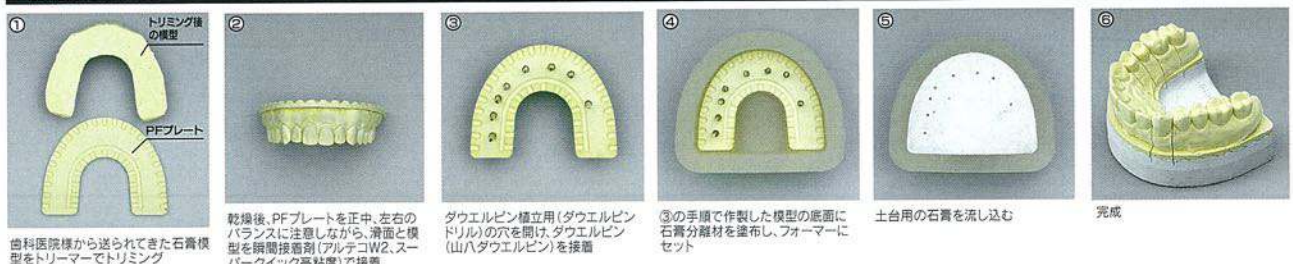 ①
トリミング後
の模型
PFプレート
歯科医院様から送られてきた石膏模
型をトリーマーでトリミング
②
乾燥後、PFプレートを正中、左右の
バランスに注意しながら、滑面と模
型を瞬間接着剤(アルテコW2、スー
パークイック高粘度)で接着
③
ダウエルピン植立用(ダウエルピン
ドリル)の穴を開け、ダウエルピン
(山八ダウエルピン)を接着
④
③の手順で作製した模型の底面に
石膏分離材を塗布し、フォーマーに
セット
⑤
土台用の石膏を流し込む
⑥
完成